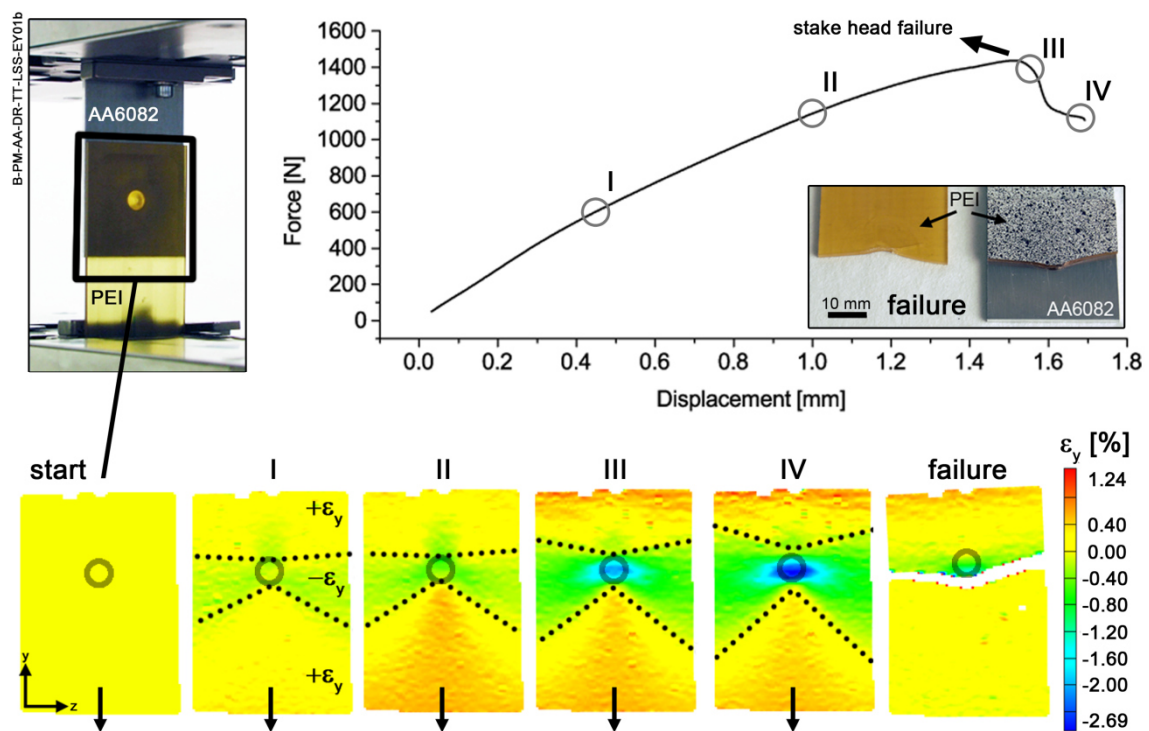 B-PM-AA-DR-TT-LSS-EY01b
AA6082
PEI
1600
1400
1200
1000
800
600
400
200
0
Force [N]
0.0 0.2 0.4 0.6 0.8 1.0 1.2 1.4 1.6 1.8
Displacement [mm]
I
II
III
IV
stake head failure
PEI
10 mm
failure
AA6082
start I II III IV failure
εy [%]
+εy
−εy
+εy
y
z
1.24
0.40
0.00
-0.40
-0.80
-1.20
-1.60
-2.00
-2.69